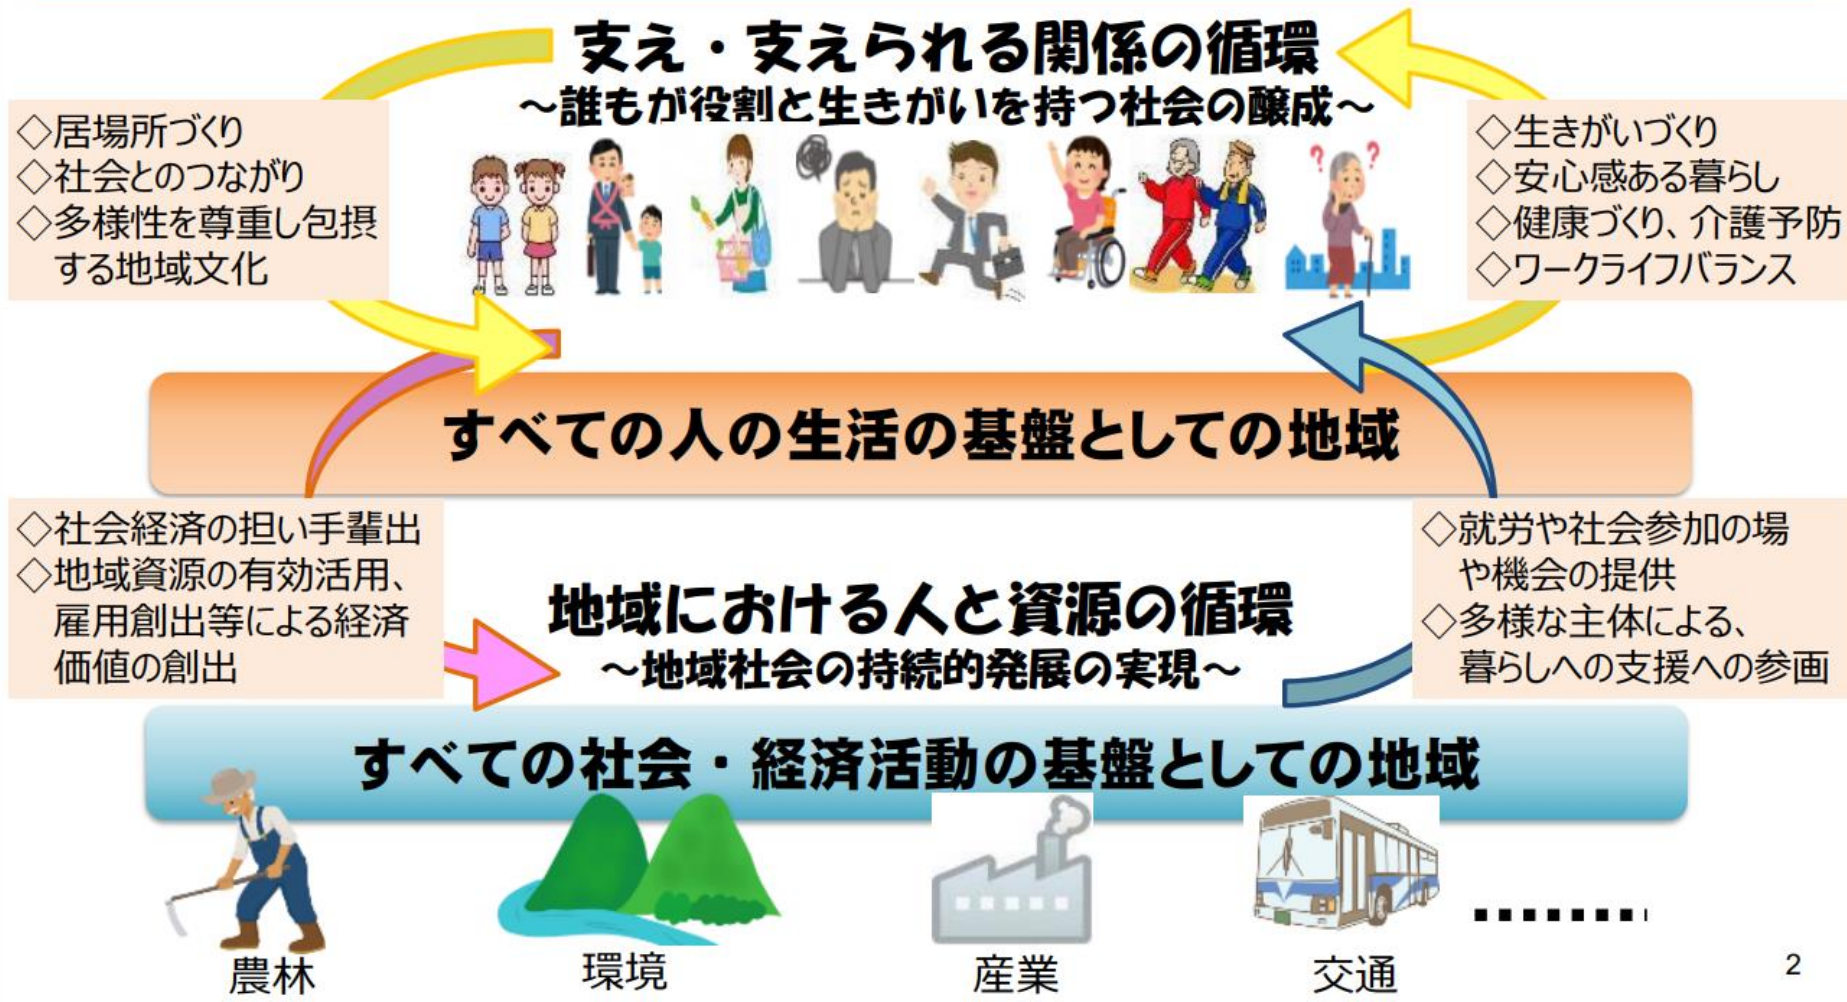 支え・支えられる関係の循環
～誰もが役割と生きがいを持つ社会の醸成～
◇居場所づくり
◇社会とのつながり
◇多様性を尊重し包摂
する地域文化
◇生きがいづくり
◇安心感ある暮らし
◇健康づくり、介護予防
◇ワークライフバランス
? ?
すべての人の生活の基盤としての地域
◇社会経済の担い手輩出
◇地域資源の有効活用、
雇用創出等による経済
価値の創出
地域における人と資源の循環
～地域社会の持続的発展の実現～
◇就労や社会参加の場
や機会の提供
◇多様な主体による、
暮らしへの支援への参画
すべての社会・経済活動の基盤としての地域
農林
環境
産業
交通
2